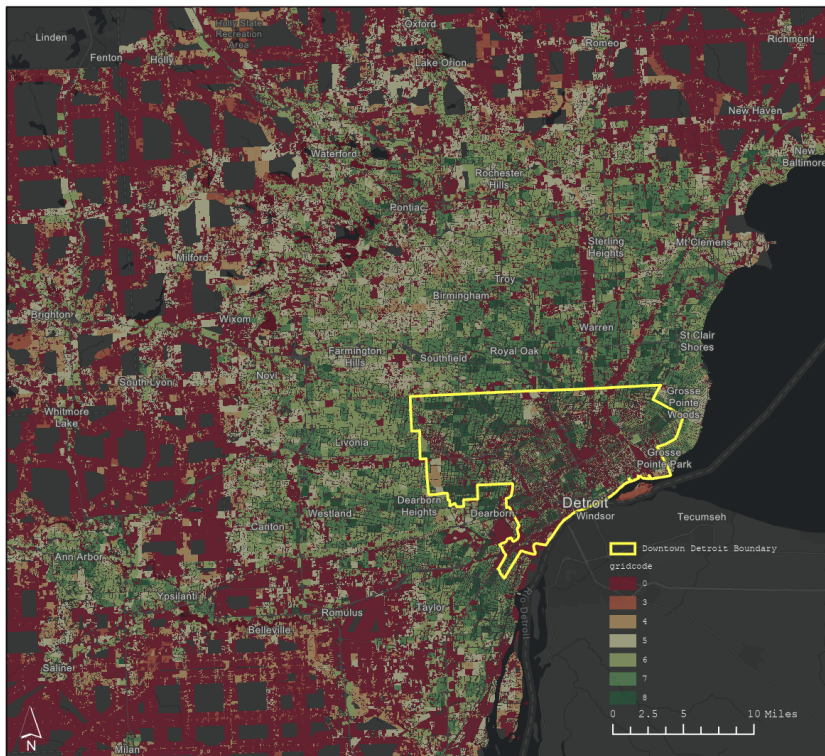 Linden
Fenton
Holly
Holly State
Recreation
Area
Oxford
Lake Orion
Romeo
Richmond
New Haven
New
Baltimore
Waterford
Rochester
Hills
Pontiac
Milford
Sterling
Heights
Mt Clemens
Troy
Birmingham
Brighton
Wixom
Warren
St Clair
Shores
Farmington
Hills
Southfield
Royal Oak
South Lyon
Novi
Whitmore
Lake
Grosse
Pointe
Woods
Livonia
Grosse
Pointe Park
Dearborn
Heights
Dearborn
Detroit
Windsor
Tecumseh
Westland
Canton
Ann Arbor
Ypsilanti
Romulus
Taylor
Belleville
Saline
Milan
Downtown Detroit Boundary
gridcode
0
3
4
5
6
7
8
0 2.5 5 10 Miles
N